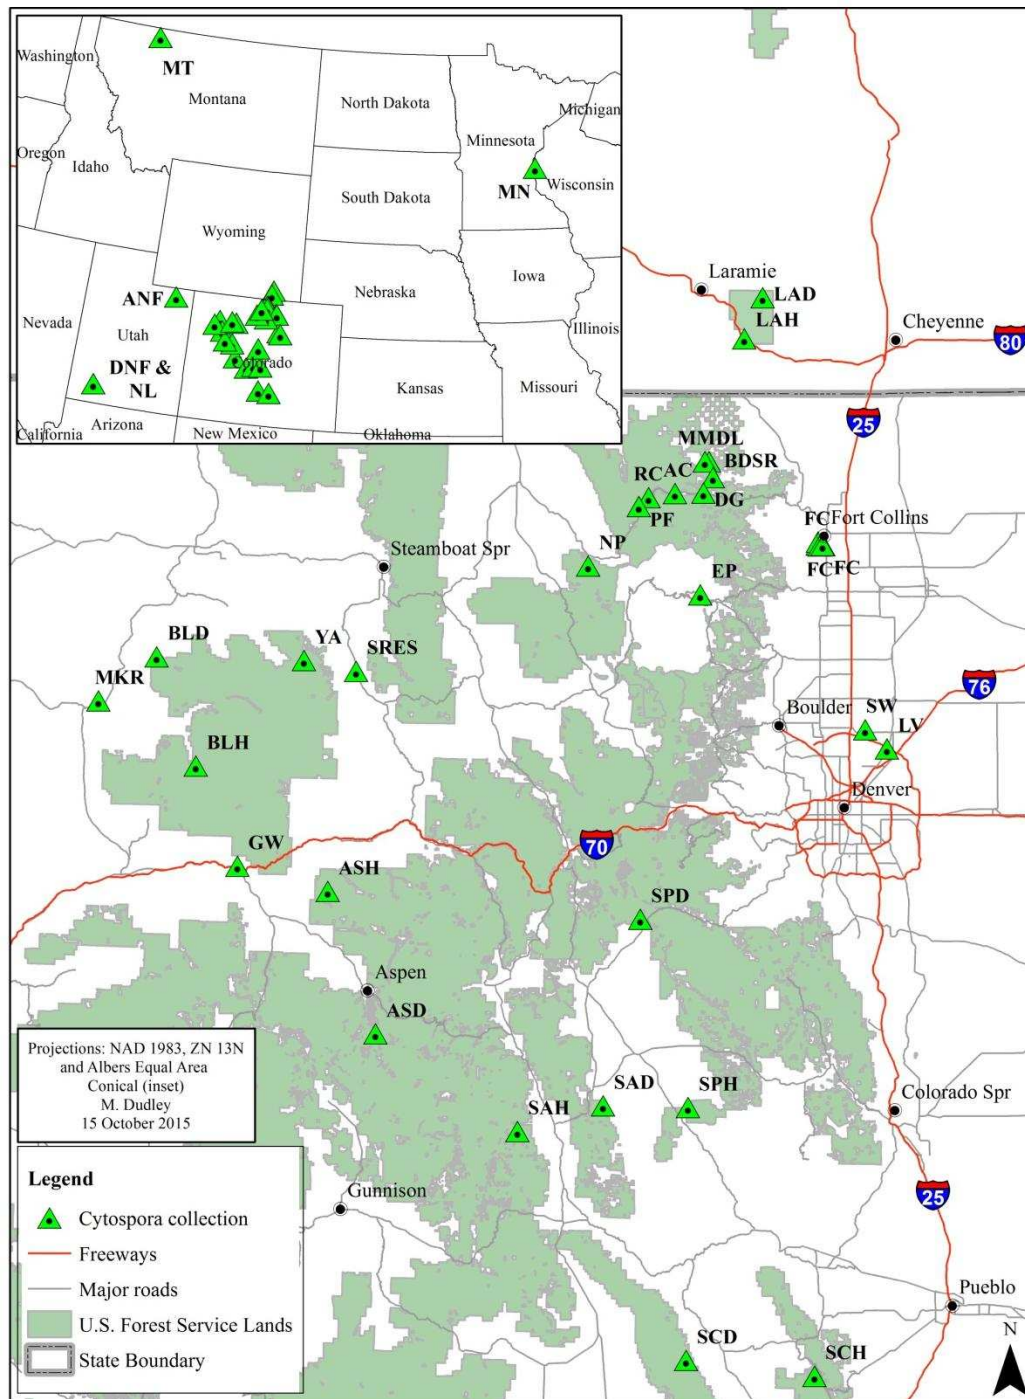 Washington
MT
Montana
North Dakota
Minnesota
Michigan
Oregon
Idaho
MN
Wisconsin
South Dakota
Wyoming
Iowa
ANF
Nebraska
Nevada
Utah
Illinois
Colorado
DNF &
NL
Kansas
Missouri
California
Arizona
New Mexico
Oklahoma
Laramie
LAD
LAH
Cheyenne
80
25
MMDL
RC
AC
BDSR
DG
PF
FC
Fort Collins
FC
FC
Steamboat Spr
NP
EP
BLD
YA
SRES
MKR
76
Boulder
SW
LV
BLH
Denver
GW
70
ASH
SPD
Aspen
ASD
Projections: NAD 1983, ZN 13N
and Albers Equal Area
Conical (inset)
M. Dudley
15 October 2015
SAD
SPH
Colorado Spr
SAH
Legend
Cytospora collection
Freeways
Major roads
U.S. Forest Service Lands
State Boundary
Gunnison
25
Pueblo
N
SCD
SCH